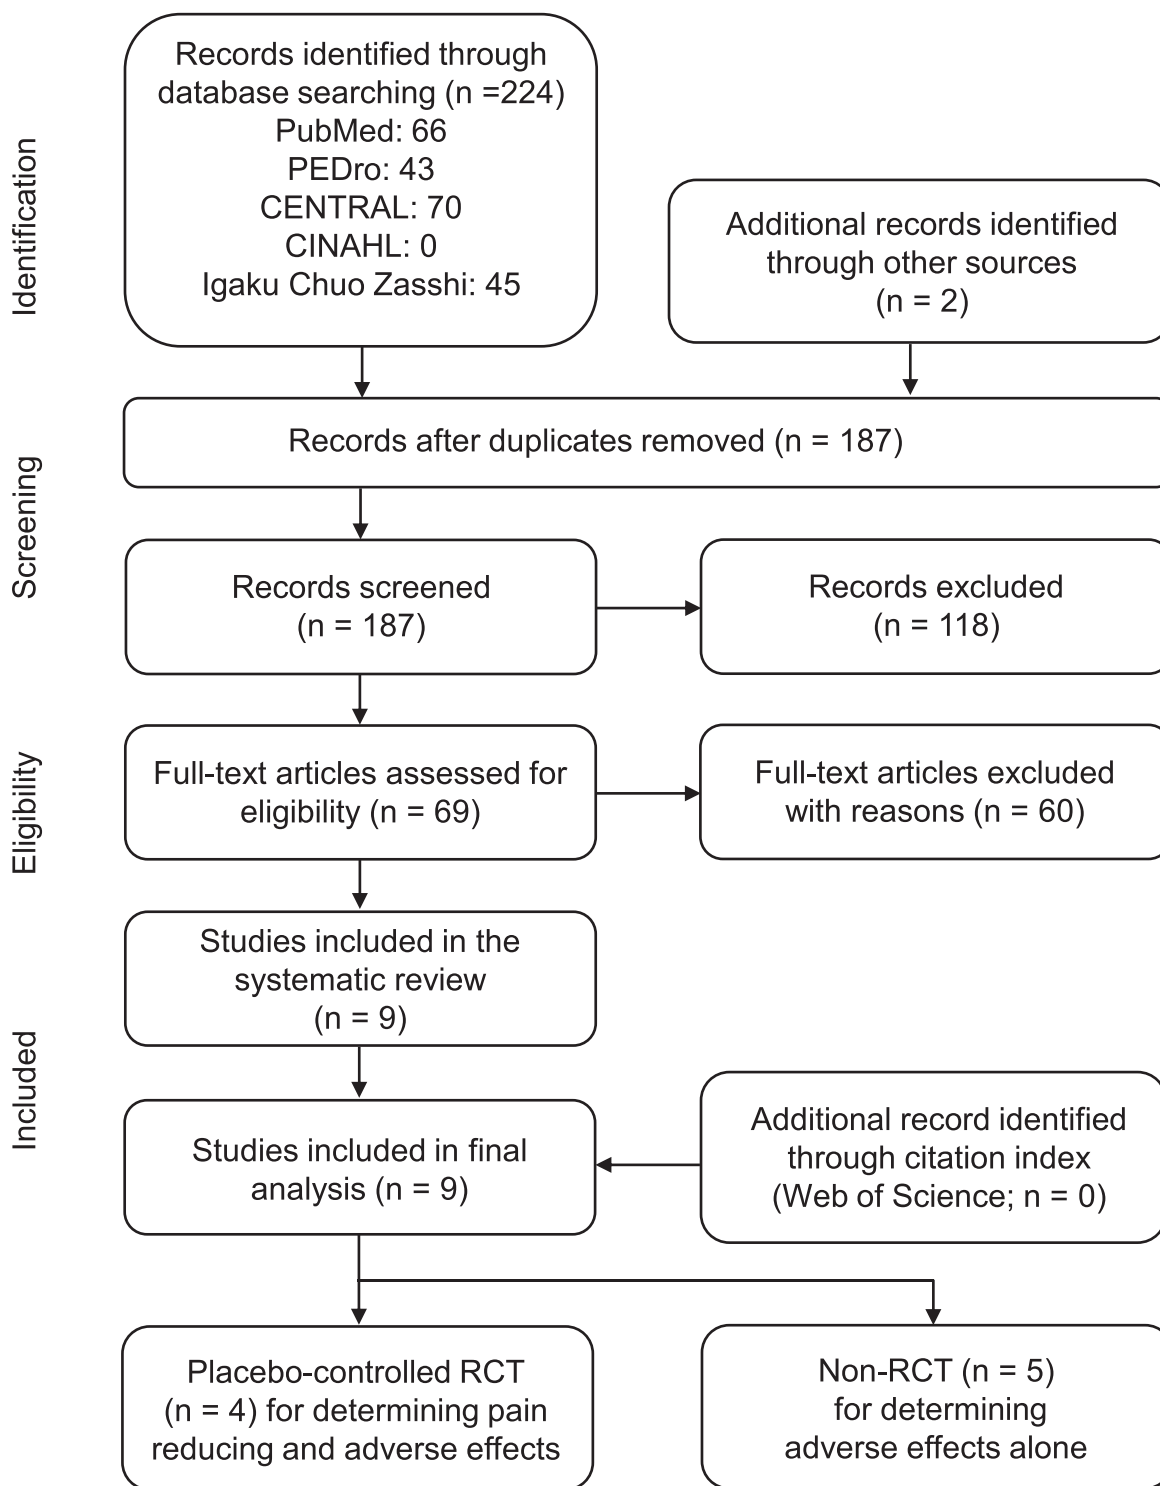 Identification
Records identified through
database searching (n =224)
PubMed: 66
PEDro: 43
CENTRAL: 70
CINAHL: 0
Igaku Chuo Zasshi: 45
Additional records identified
through other sources
(n = 2)
Screening
Records after duplicates removed (n = 187)
Records screened
(n = 187)
Records excluded
(n = 118)
Eligibility
Full-text articles assessed for
eligibility (n = 69)
Full-text articles excluded
with reasons (n = 60)
Included
Studies included in the
systematic review
(n = 9)
Studies included in final
analysis (n = 9)
Additional record identified
through citation index
(Web of Science; n = 0)
Placebo-controlled RCT
(n = 4) for determining pain
reducing and adverse effects
Non-RCT (n = 5)
for determining
adverse effects alone